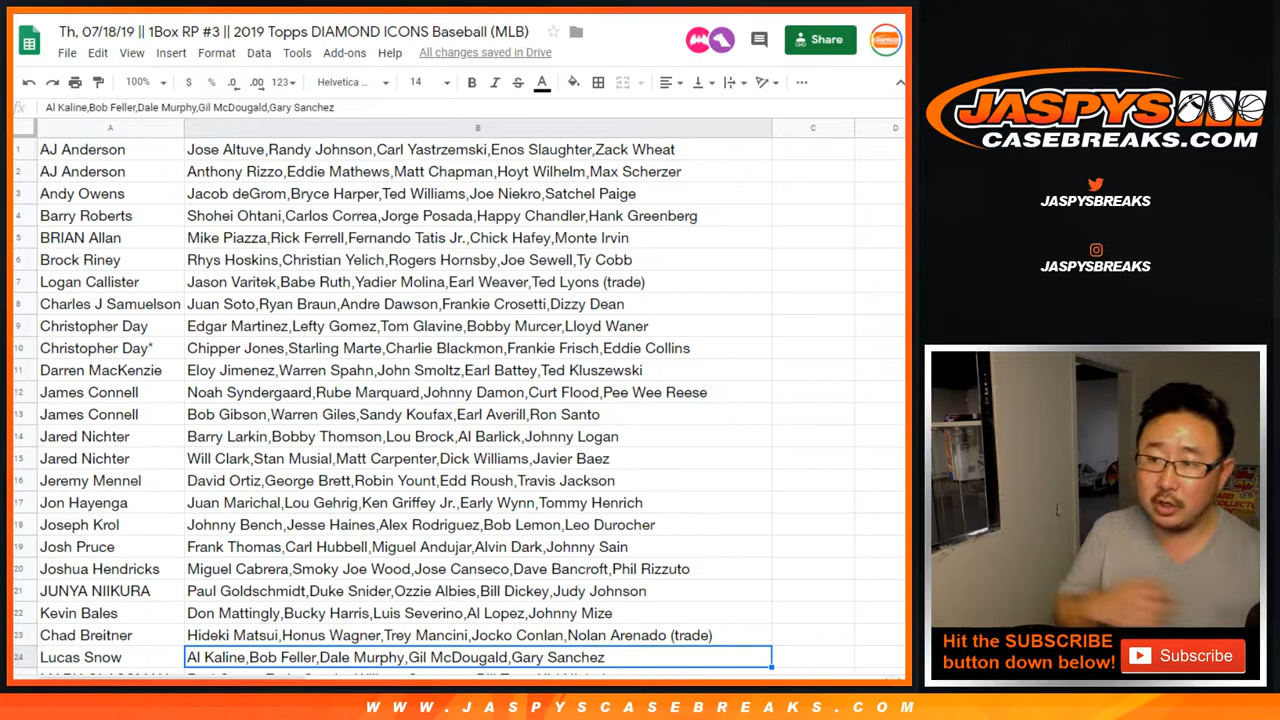 Th, 07/18/19 || 1Box RP #3 || 2019 Topps DIAMOND ICONS Baseball (MLB)
File Edit View Insert Format Data Tools Add-ons Help All changes saved in Drive
Share
100% $ % .0 .00 123 Helvetica ... 14 B I S A
fx Al Kaline,Bob Feller,Dale Murphy,Gil McDougald,Gary Sanchez
A B C D
1 AJ Anderson Jose Altuve,Randy Johnson,Carl Yastrzemski,Enos Slaughter,Zack Wheat
2 AJ Anderson Anthony Rizzo,Eddie Mathews,Matt Chapman,Hoyt Wilhelm,Max Scherzer
3 Andy Owens Jacob deGrom,Bryce Harper,Ted Williams,Joe Niekro,Satchel Paige
4 Barry Roberts Shohei Ohtani,Carlos Correa,Jorge Posada,Happy Chandler,Hank Greenberg
5 BRIAN Allan Mike Piazza,Rick Ferrell,Fernando Tatis Jr.,Chick Hafey,Monte Irvin
6 Brock Riney Rhys Hoskins,Christian Yelich,Rogers Hornsby,Joe Sewell,Ty Cobb
7 Logan Callister Jason Varitek,Babe Ruth,Yadier Molina,Earl Weaver,Ted Lyons (trade)
8 Charles J Samuelson Juan Soto,Ryan Braun,Andre Dawson,Frankie Crosetti,Dizzy Dean
9 Christopher Day Edgar Martinez,Lefty Gomez,Tom Glavine,Bobby Murcer,Lloyd Waner
10 Christopher Day* Chipper Jones,Starling Marte,Charlie Blackmon,Frankie Frisch,Eddie Collins
11 Darren MacKenzie Eloy Jimenez,Warren Spahn,John Smoltz,Earl Battey,Ted Kluszewski
12 James Connell Noah Syndergaard,Rube Marquard,Johnny Damon,Curt Flood,Pee Wee Reese
13 James Connell Bob Gibson,Warren Giles,Sandy Koufax,Earl Averill,Ron Santo
14 Jared Nichter Barry Larkin,Bobby Thomson,Lou Brock,Al Barlick,Johnny Logan
15 Jared Nichter Will Clark,Stan Musial,Matt Carpenter,Dick Williams,Javier Baez
16 Jeremy Mennel David Ortiz,George Brett,Robin Yount,Edd Roush,Travis Jackson
17 Jon Hayenga Juan Marichal,Lou Gehrig,Ken Griffey Jr.,Early Wynn,Tommy Henrich
18 Joseph Krol Johnny Bench,Jesse Haines,Alex Rodriguez,Bob Lemon,Leo Durocher
19 Josh Pruce Frank Thomas,Carl Hubbell,Miguel Andujar,Alvin Dark,Johnny Sain
20 Joshua Hendricks Miguel Cabrera,Smoky Joe Wood,Jose Canseco,Dave Bancroft,Phil Rizzuto
21 JUNYA NIIKURA Paul Goldschmidt,Duke Snider,Ozzie Albies,Bill Dickey,Judy Johnson
22 Kevin Bales Don Mattingly,Bucky Harris,Luis Severino,Al Lopez,Johnny Mize
23 Chad Breitner Hideki Matsui,Honus Wagner,Trey Mancini,Jocko Conlan,Nolan Arenado (trade)
24 Lucas Snow Al Kaline,Bob Feller,Dale Murphy,Gil McDougald,Gary Sanchez
JASPYS
CASEBREAKS.COM
JASPYSBREAKS
JASPYSBREAKS
Hit the SUBSCRIBE
button down below!
Subscribe
WWW.JASPYSCASEBREAKS.COM